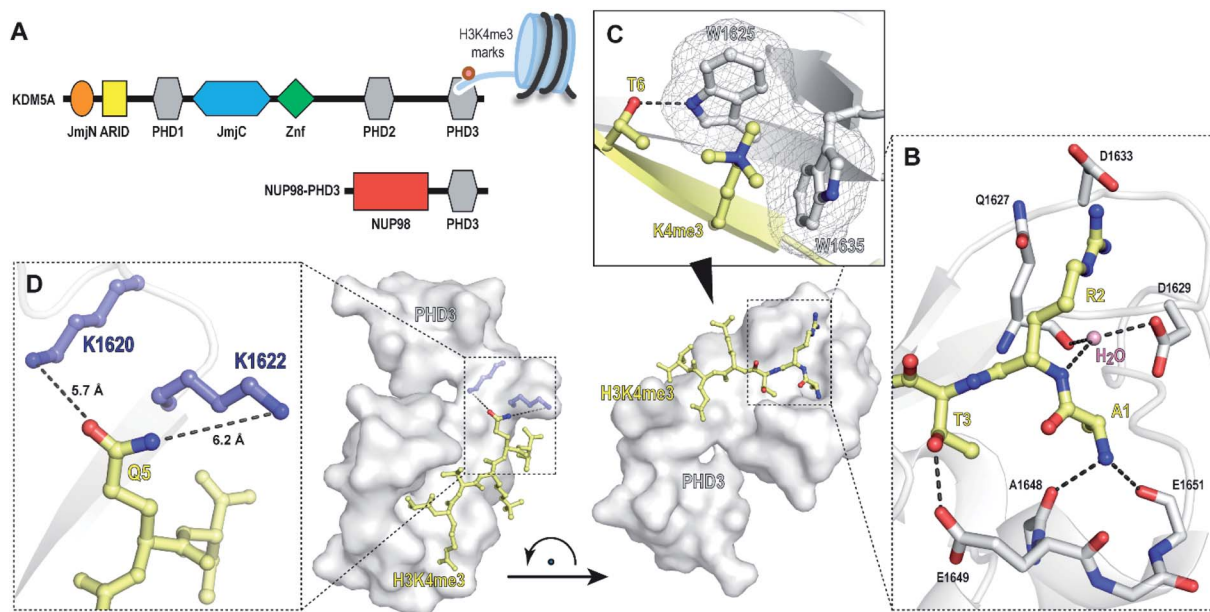 A
H3K4me3
marks
KDM5A
JmjN ARID PHD1 JmjC Znf PHD2 PHD3
NUP98-PHD3
NUP98 PHD3
C
W1625
T6
K4me3
W1635
B
D1633
Q1627
R2
D1629
H2O
T3
A1
A1648
E1651
E1649
D
K1620
K1622
5.7 Å
6.2 Å
Q5
PHD3
H3K4me3
H3K4me3
PHD3